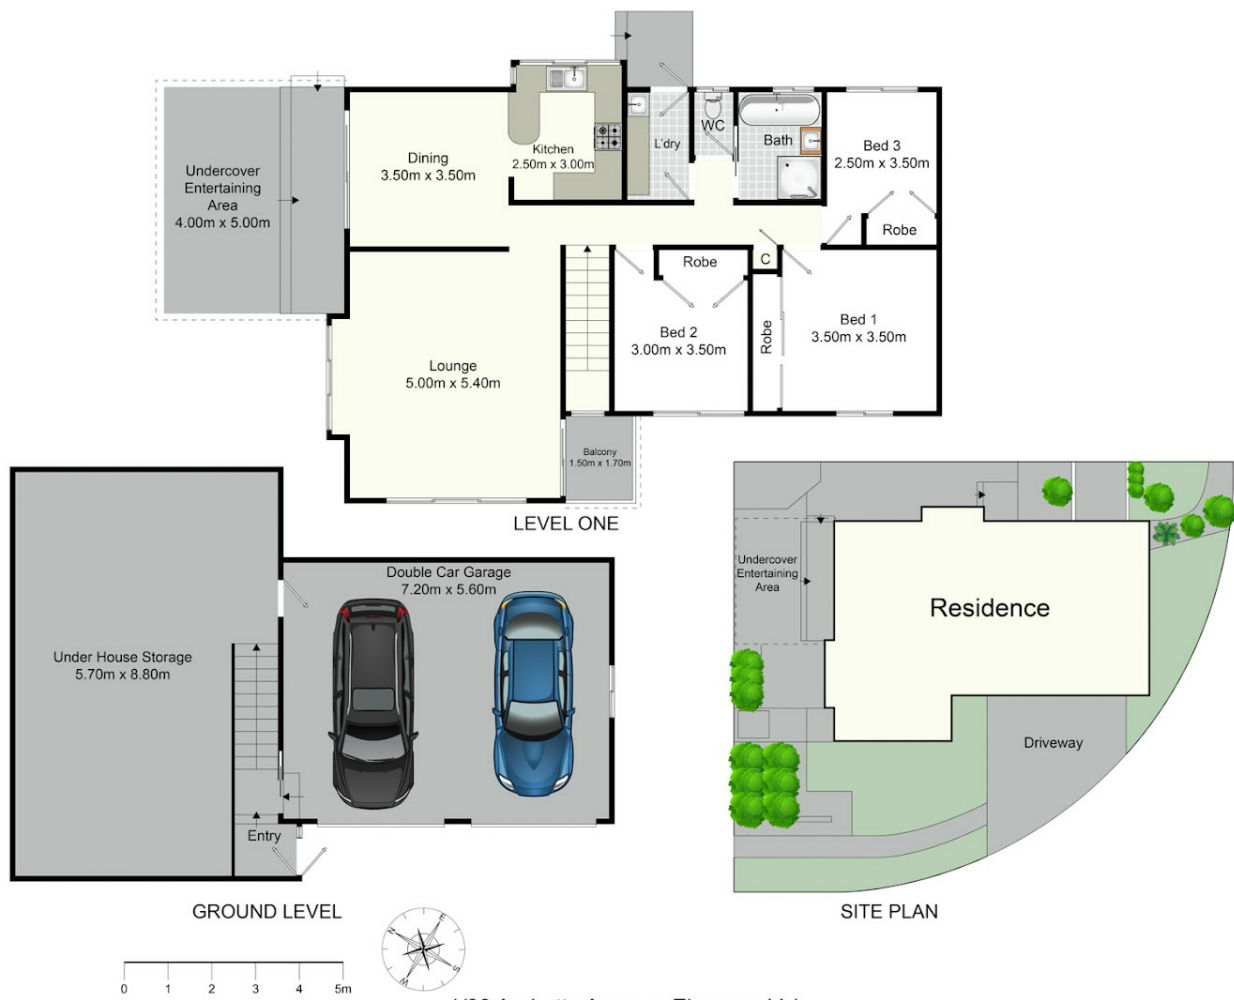 Undercover
Entertaining
Area
4.00m x 5.00m
Dining
3.50m x 3.50m
Kitchen
2.50m x 3.00m
L'dry
WC
Bath
Bed 3
2.50m x 3.50m
Robe
Robe
C
Bed 2
3.00m x 3.50m
Robe
Bed 1
3.50m x 3.50m
Lounge
5.00m x 5.40m
Balcony
1.50m x 1.70m
LEVEL ONE
Under House Storage
5.70m x 8.80m
Double Car Garage
7.20m x 5.60m
Entry
GROUND LEVEL
Undercover
Entertaining
Area
Residence
Driveway
SITE PLAN
N
E
S
W
0 1 2 3 4 5m